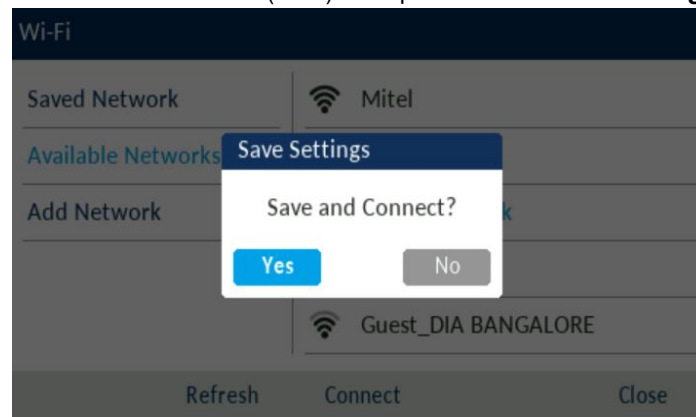 Wi-Fi
Saved Network
Mitel
Available Networks
Save Settings
Add Network
Save and Connect?
k
Yes
No
Guest_DIA BANGALORE
Refresh
Connect
Close